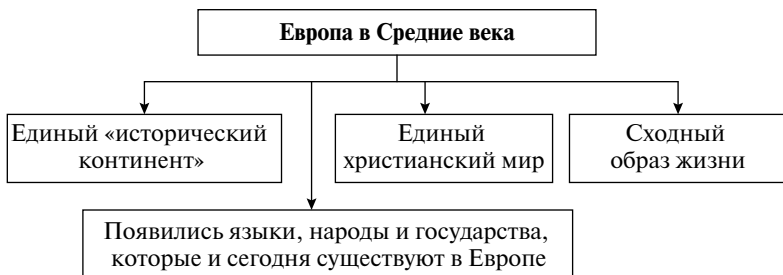 Европа в Средние века
Единый «исторический
континент»
Единый
христианский мир
Сходный
образ жизни
Появились языки, народы и государства,
которые и сегодня существуют в Европе